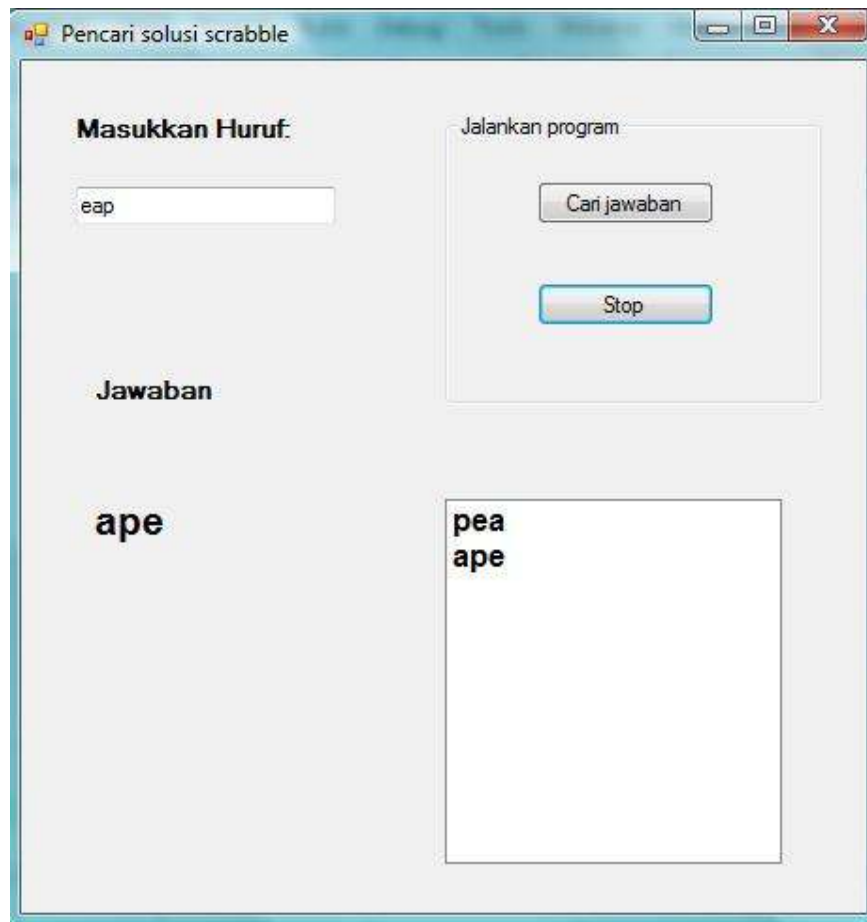 Pencari solusi scrabble
Masukkan Huruf:
Jalankan program
eap
Cari jawaban
Stop
Jawaban
ape
pea
ape